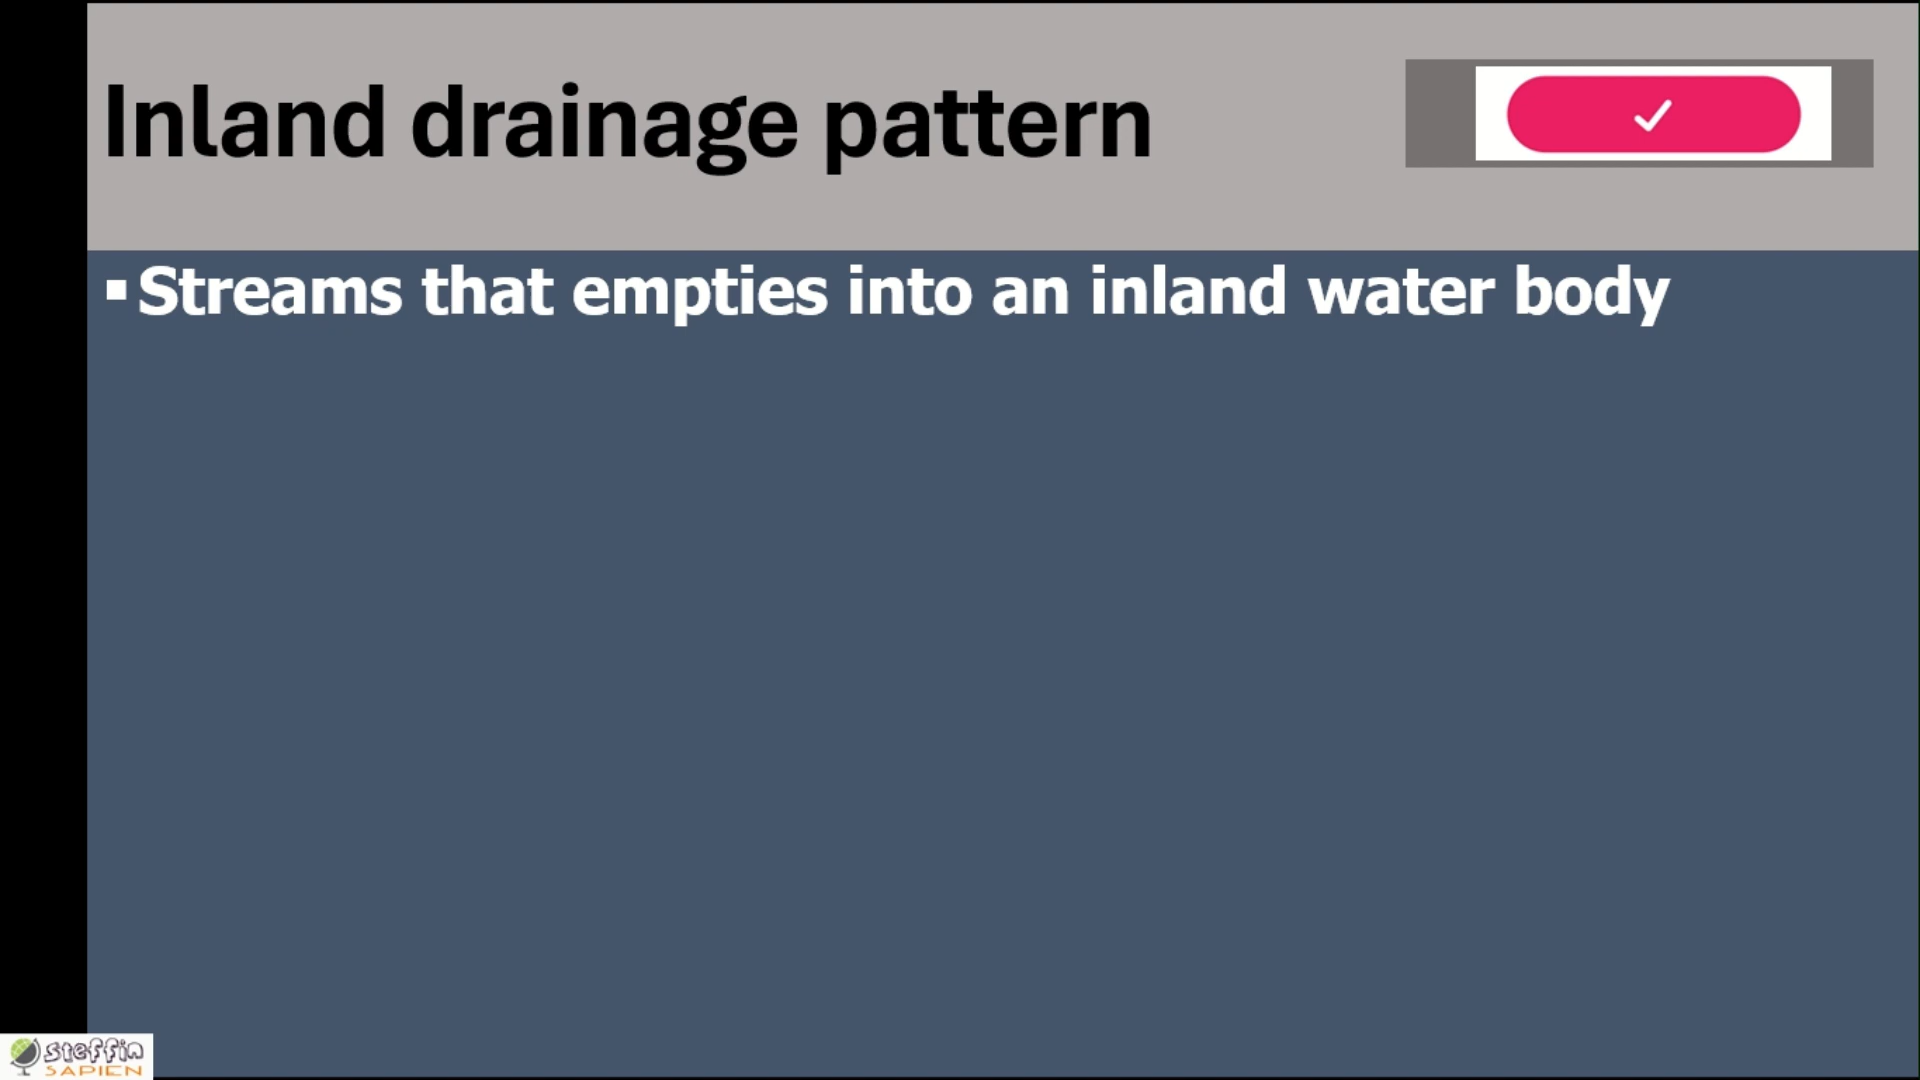 Inland drainage pattern
▪Streams that empties into an inland water body
steffin
SAPIEN